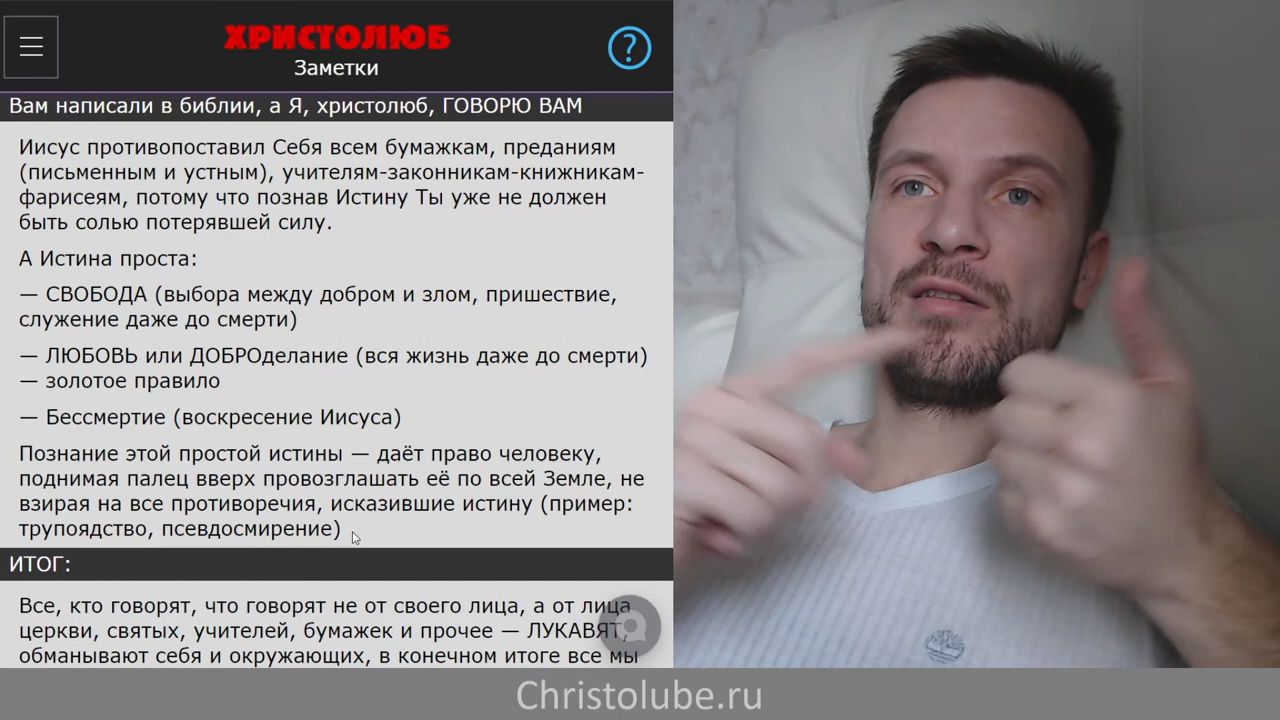 ХРИСТОЛЮБ
?
Заметки
Вам написали в библии, а Я, христолюб, ГОВОРЮ ВАМ
Иисус противопоставил Себя всем бумажкам, преданиям
(письменным и устным), учителям-законникам-книжникам-
фарисеям, потому что познав Истину Ты уже не должен
быть солью потерявшей силу.
А Истина проста:
— СВОБОДА (выбора между добром и злом, пришествие,
служение даже до смерти)
— ЛЮБОВЬ или ДОБРОделание (вся жизнь даже до смерти)
— золотое правило
— Бессмертие (воскресение Иисуса)
Познание этой простой истины — даёт право человеку,
поднимая палец вверх провозглашать её по всей Земле, не
взирая на все противоречия, исказившие истину (пример:
трупоядство, псевдосмирение)
ИТОГ:
Все, кто говорят, что говорят не от своего лица, а от лица
церкви, святых, учителей, бумажек и прочее — ЛУКАВЯТ,
обманывают себя и окружающих, в конечном итоге все мы
Christolube.ru